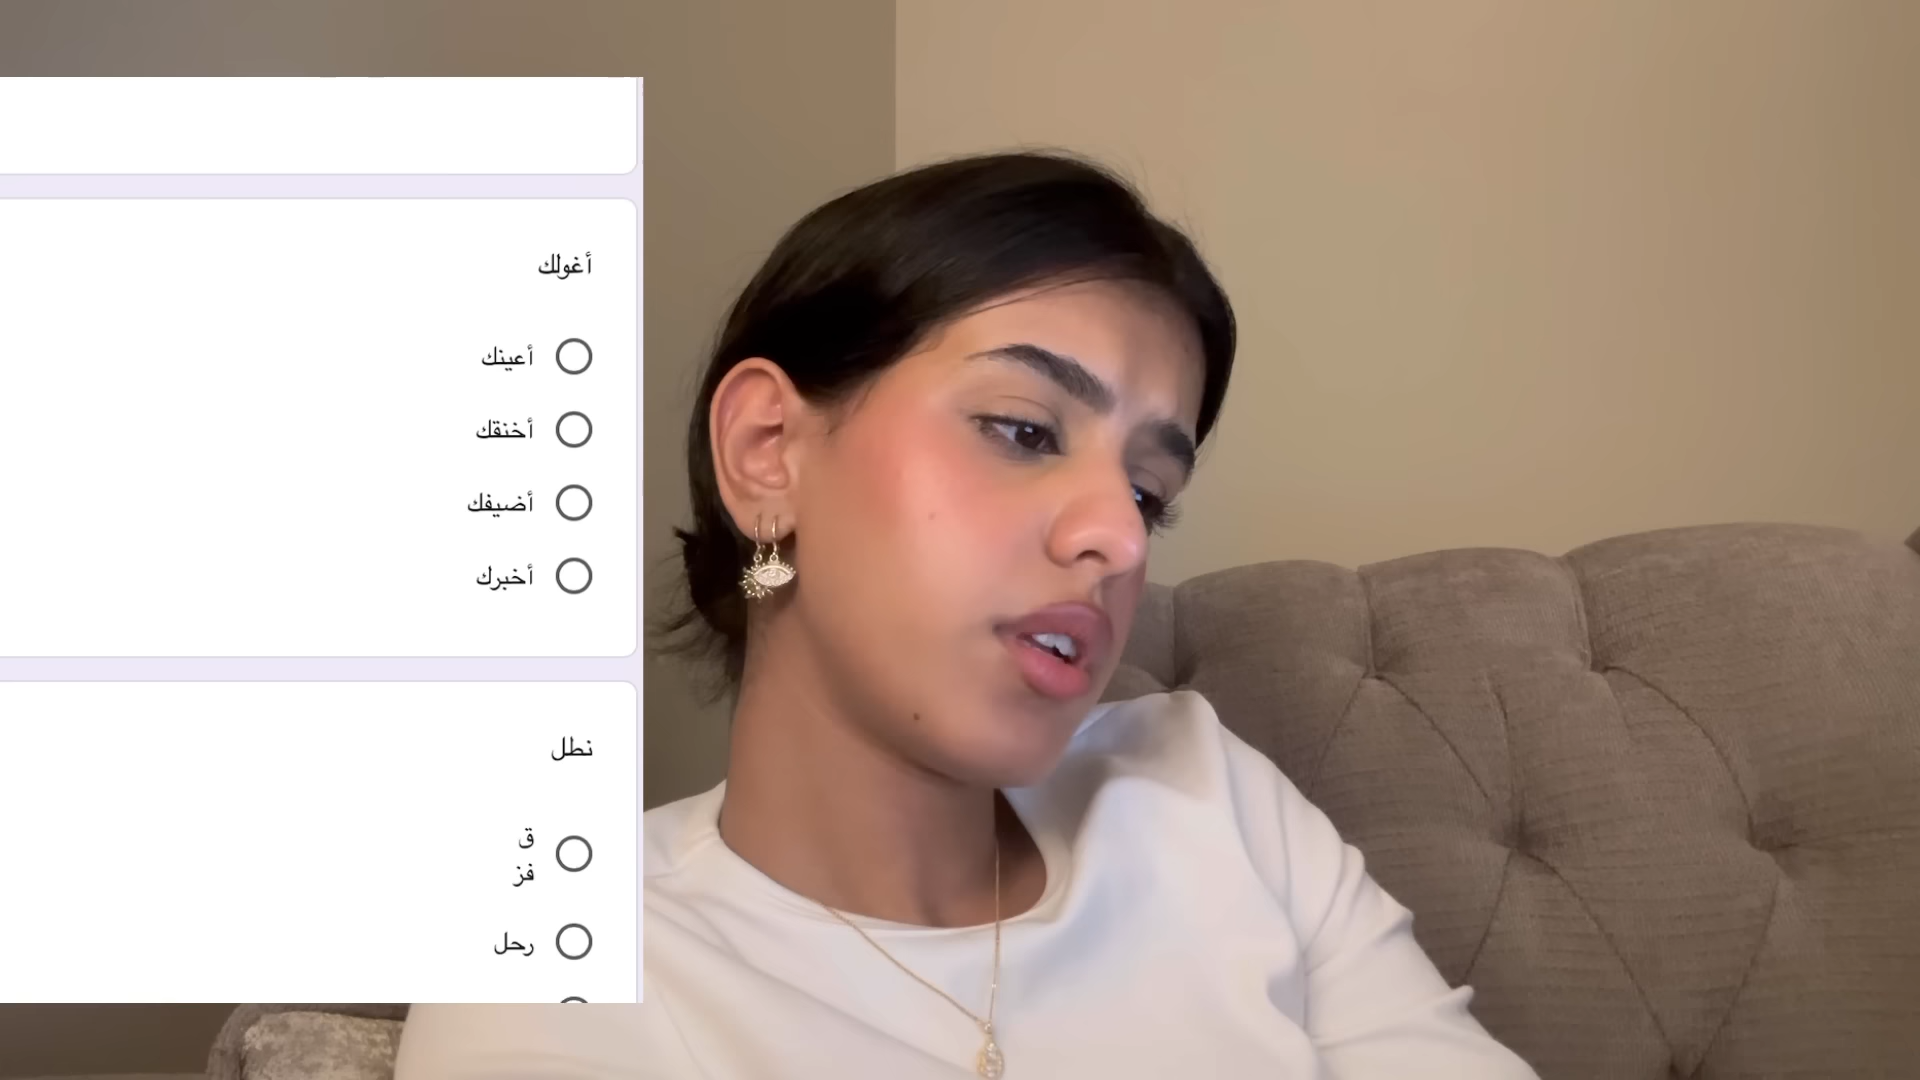 أغولك
أعينك
أخنقك
أضيفك
أخبرك
نطل
ق
فز
رحل